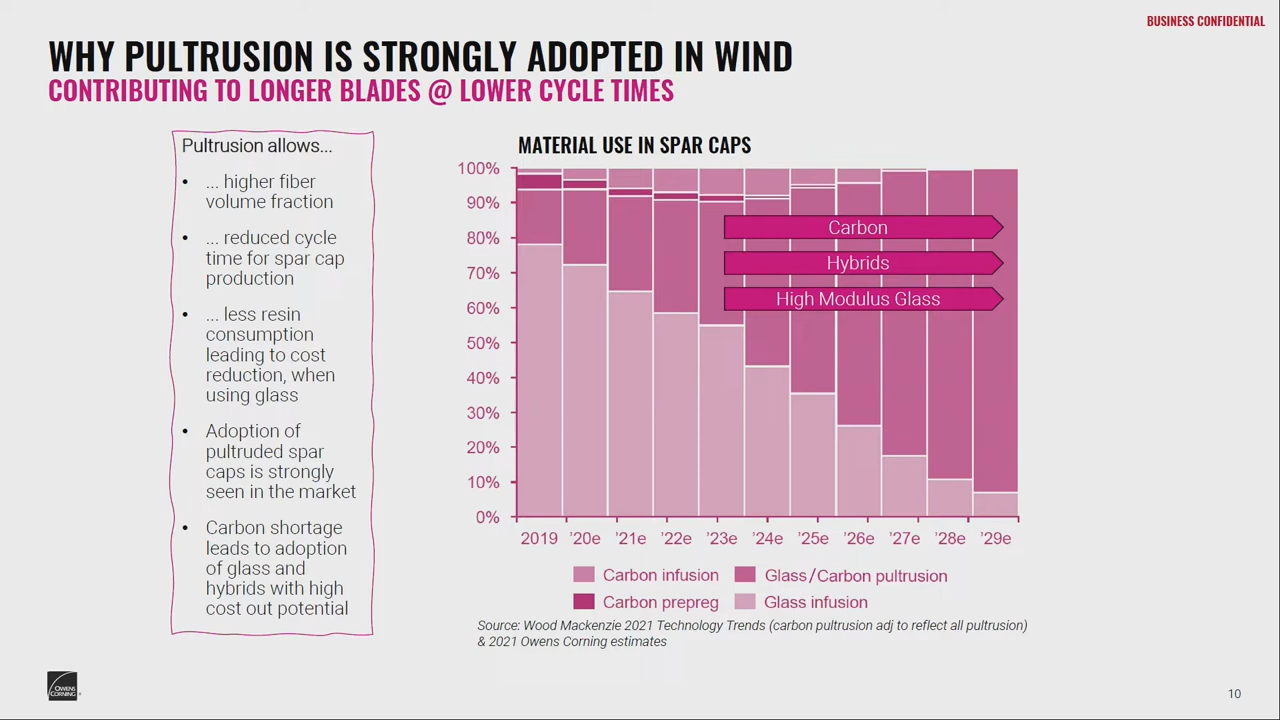 BUSINESS CONFIDENTIAL
WHY PULTRUSION IS STRONGLY ADOPTED IN WIND
CONTRIBUTING TO LONGER BLADES @ LOWER CYCLE TIMES
Pultrusion allows...
• ... higher fiber
volume fraction
• ... reduced cycle
time for spar cap
production
• ... less resin
consumption
leading to cost
reduction, when
using glass
• Adoption of
pultruded spar
caps is strongly
seen in the market
• Carbon shortage
leads to adoption
of glass and
hybrids with high
cost out potential
MATERIAL USE IN SPAR CAPS
100%
90%
80%
70%
60%
50%
40%
30%
20%
10%
0%
Carbon
Hybrids
High Modulus Glass
2019 ’20e ’21e ’22e ’23e ’24e ’25e ’26e ’27e ’28e ’29e
Carbon infusion Glass/Carbon pultrusion
Carbon prepreg Glass infusion
Source: Wood Mackenzie 2021 Technology Trends (carbon pultrusion adj to reflect all pultrusion)
& 2021 Owens Corning estimates
OWENS
CORNING
10